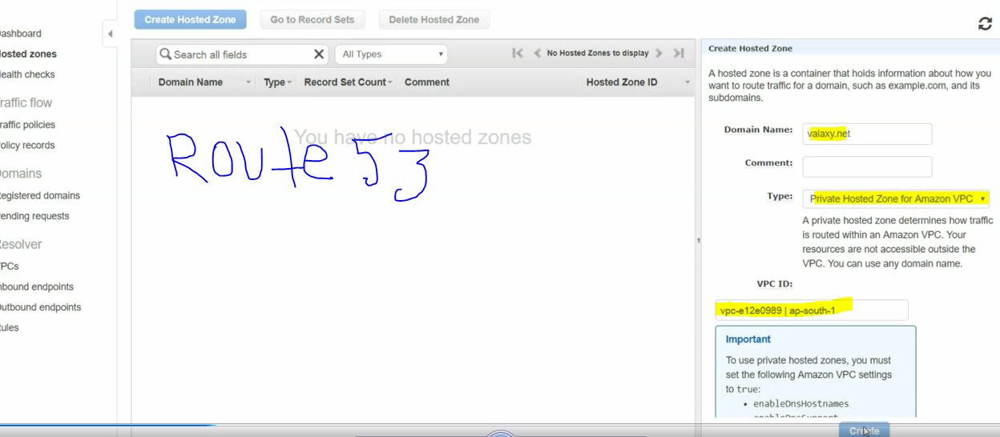 Create Hosted Zone
Go to Record Sets
Delete Hosted Zone
ashboard
osted zones
ealth checks
raffic flow
raffic policies
olicy records
omains
egistered domains
ending requests
esolver
PCs
nbound endpoints
utbound endpoints
ules
Search all fields
All Types
No Hosted Zones to display
Domain Name Type Record Set Count Comment Hosted Zone ID
You have no hosted zones
Route 53
Create Hosted Zone
A hosted zone is a container that holds information about how you
want to route traffic for a domain, such as example.com, and its
subdomains.
Domain Name: valaxy.net
Comment:
Type: Private Hosted Zone for Amazon VPC
A private hosted zone determines how traffic
is routed within an Amazon VPC. Your
resources are not accessible outside the
VPC. You can use any domain name.
VPC ID:
vpc-e12e0989 | ap-south-1
Important
To use private hosted zones, you must
set the following Amazon VPC settings
to true:
• enableDnsHostnames
Create